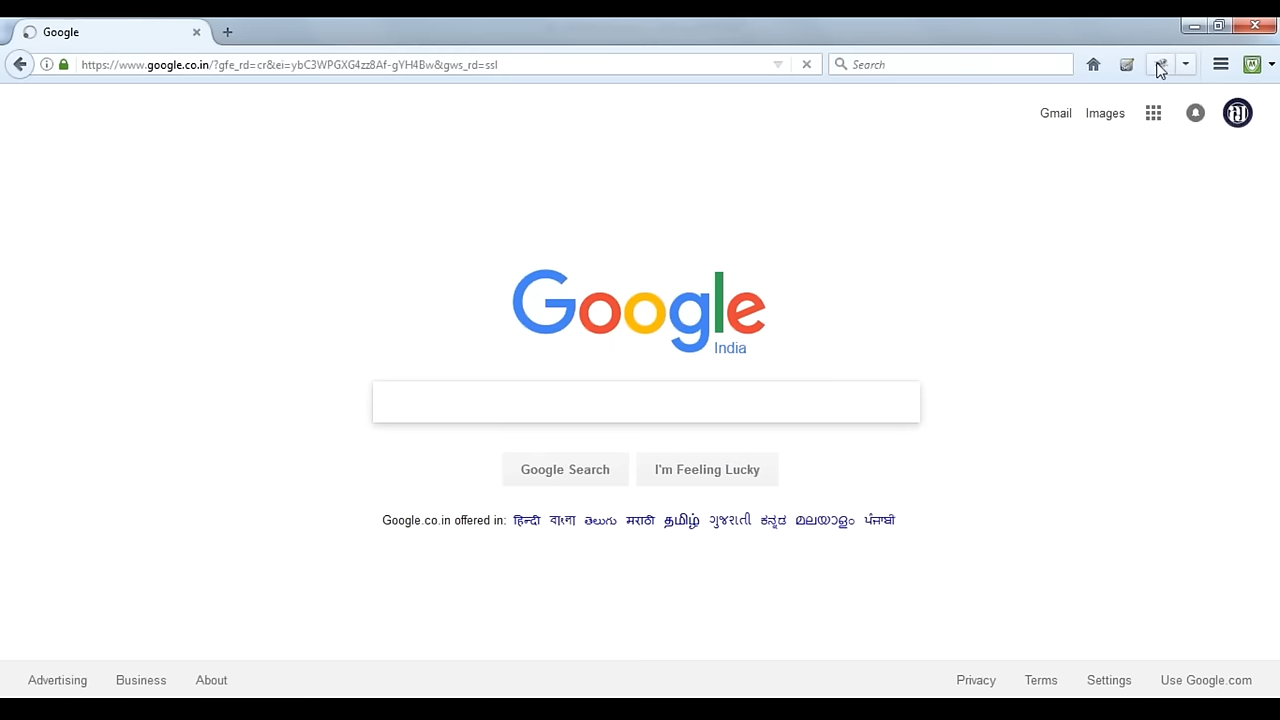 Google
https://www.google.co.in/?gfe_rd=cr&ei=ybC3WPGXG4zz8Af-gYH4Bw&gws_rd=ssl
Search
Gmail Images
Google
India
Google Search I'm Feeling Lucky
Google.co.in offered in: हिन्दी বাংলা తెలుగు मराठी தமிழ் ગુજરાતી ಕನ್ನಡ മലയാളം ਪੰਜਾਬੀ
Advertising Business About Privacy Terms Settings Use Google.com